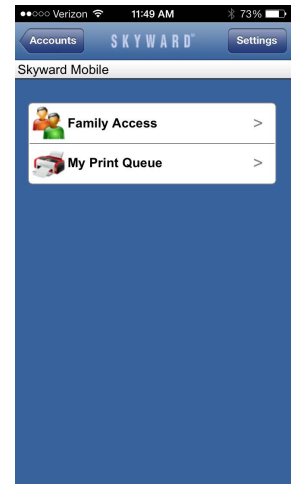 Verizon 11:49 AM 73%
Accounts SKYWARD® Settings
Skyward Mobile
Family Access >
My Print Queue >